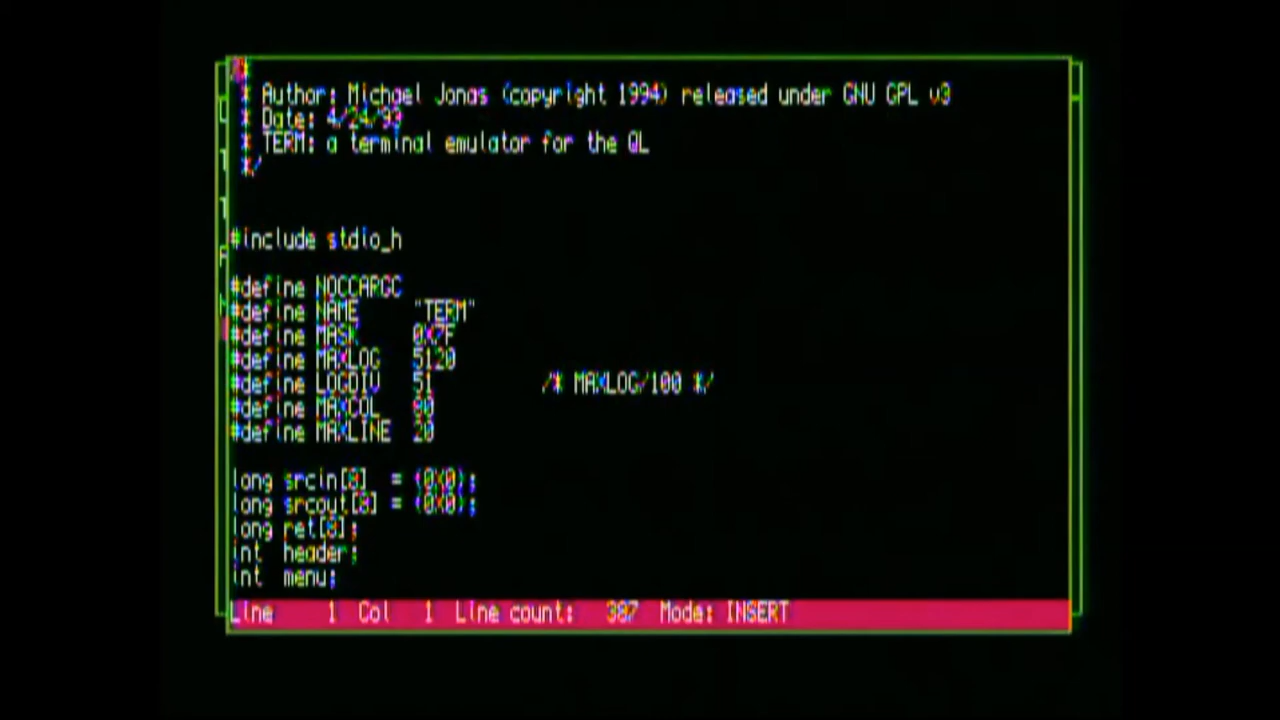 /*
* Author: Michael Jonas (copyright 1994) released under GNU GPL v3
* Date: 4/24/93
* TERM: a terminal emulator for the QL
*/
#include stdio_h
#define NOCCARGC
#define NAME "TERM"
#define MASK 0X7F
#define MAXLOG 5120
#define LOGDIV 51 /* MAXLOG/100 */
#define MAXCOL 80
#define MAXLINE 20
long srcin[8] = {0X0};
long srcout[8] = {0X0};
long ret[8];
int header;
int menu;
Line 1 Col 1 Line count: 387 Mode: INSERT